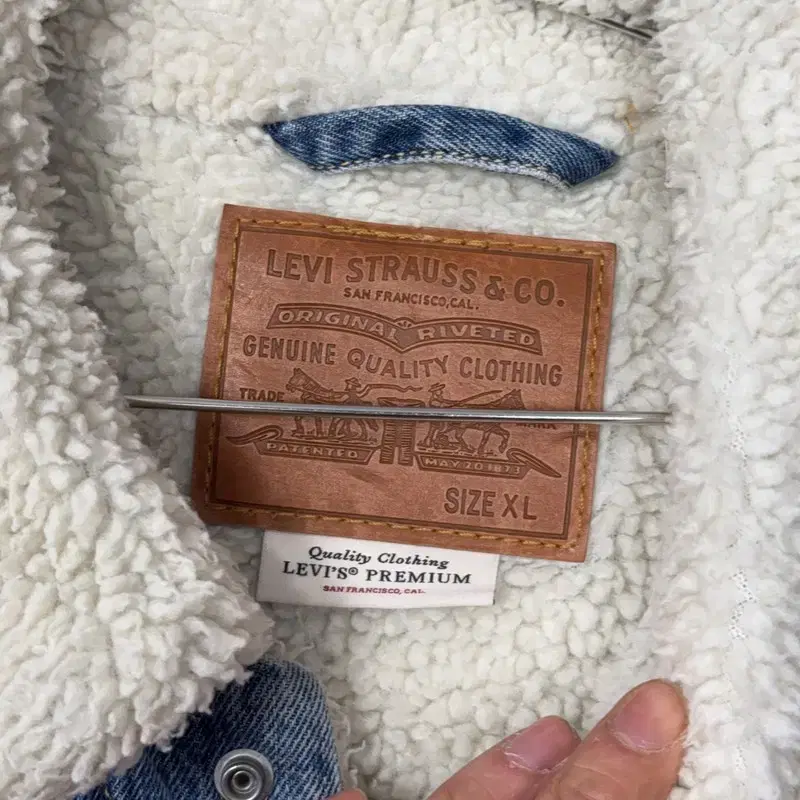 LEVI STRAUSS & CO.
SAN FRANCISCO, CAL.
ORIGINAL RIVETED
GENUINE QUALITY CLOTHING
TRADE MARK
PATENTED MAY 20 1873
SIZE XL
Quality Clothing
LEVI'S® PREMIUM
SAN FRANCISCO, CAL.